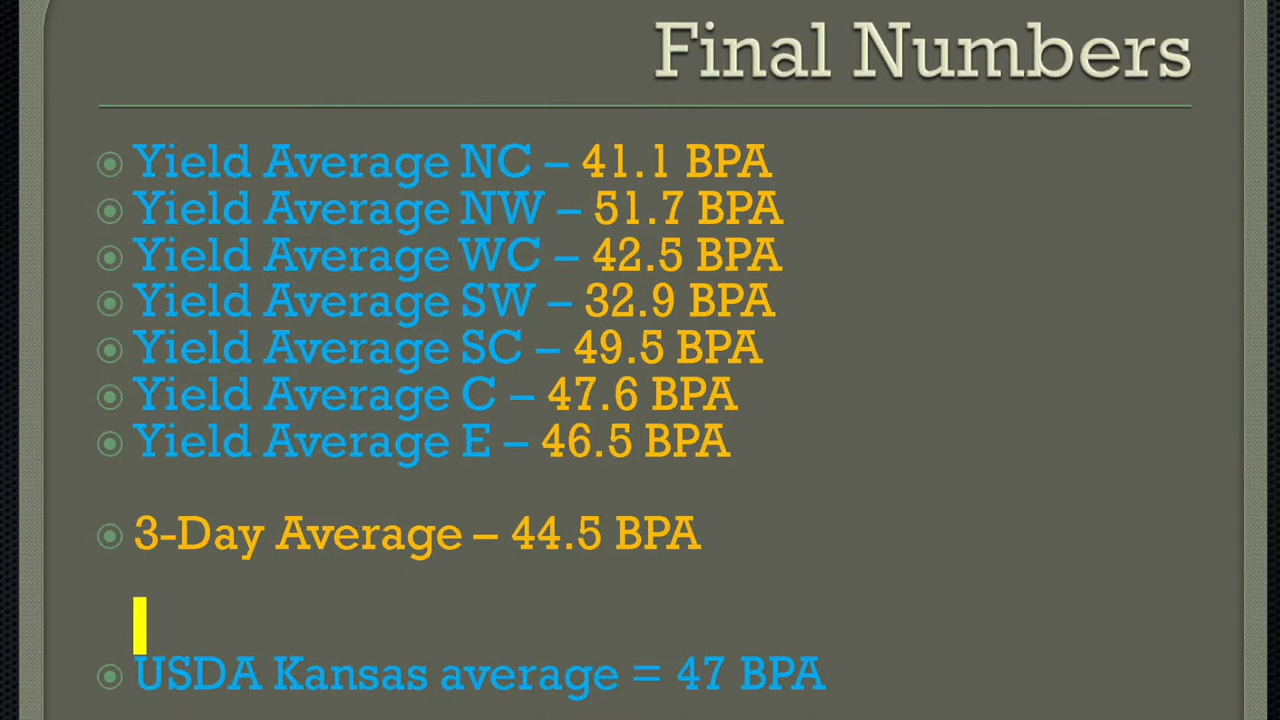 Final Numbers
Yield Average NC – 41.1 BPA
Yield Average NW – 51.7 BPA
Yield Average WC – 42.5 BPA
Yield Average SW – 32.9 BPA
Yield Average SC – 49.5 BPA
Yield Average C – 47.6 BPA
Yield Average E – 46.5 BPA
3-Day Average – 44.5 BPA
USDA Kansas average = 47 BPA